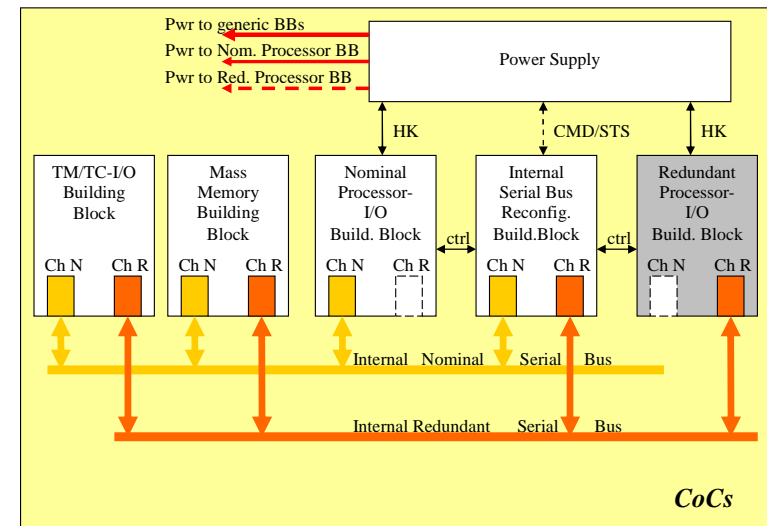 Pwr to generic BBs
Pwr to Nom. Processor BB
Pwr to Red. Processor BB
Power Supply
HK
CMD/STS
HK
TM/TC-I/O
Building
Block
Ch N
Ch R
Mass
Memory
Building
Block
Ch N
Ch R
Nominal
Processor-
I/O
Build. Block
Ch N
Ch R
ctrl
Internal
Serial Bus
Reconfig.
Build.Block
Ch N
Ch R
ctrl
Redundant
Processor-
I/O
Build. Block
Ch N
Ch R
Internal Nominal Serial Bus
Internal Redundant Serial Bus
CoCs